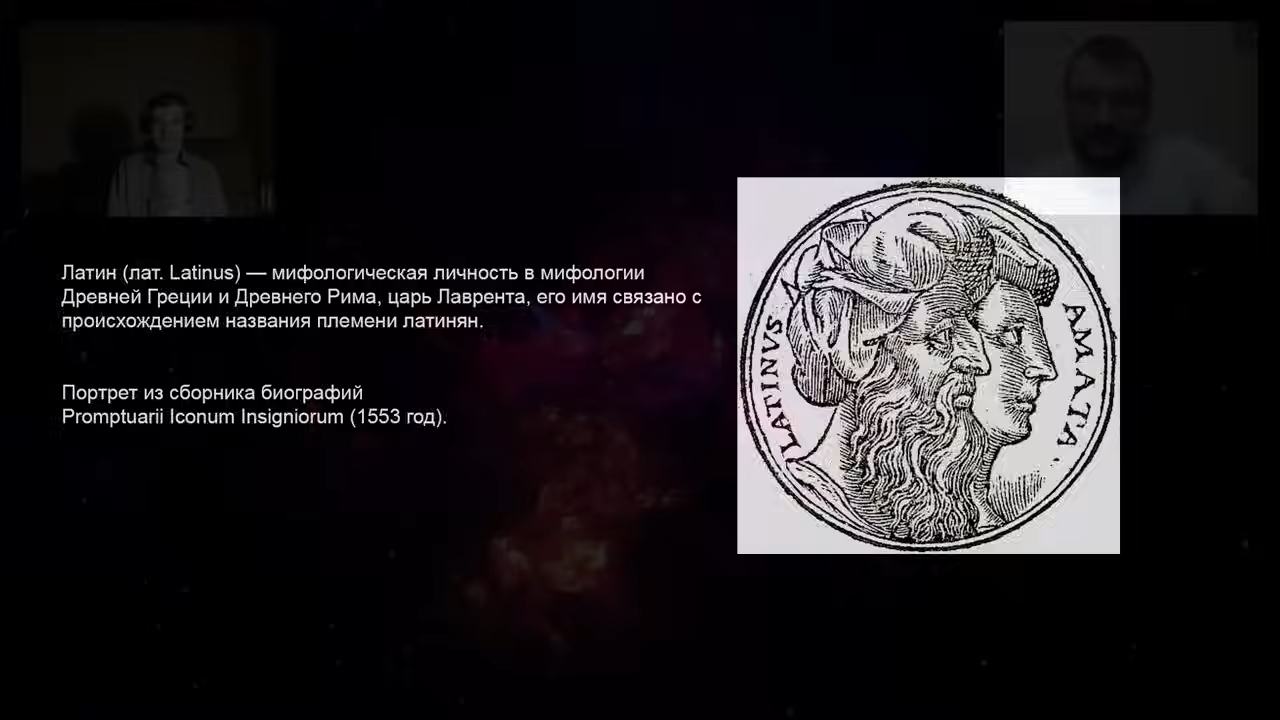 Латин (лат. Latinus) — мифологическая личность в мифологии
Древней Греции и Древнего Рима, царь Лаврента, его имя связано с
происхождением названия племени латинян.
Портрет из сборника биографий
Promptuarii Iconum Insigniorum (1553 год).
LATINVS
AMATA.